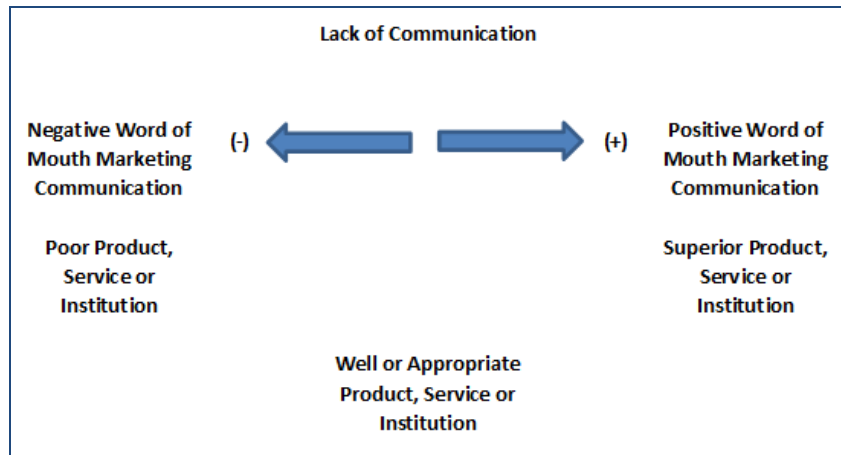 Lack of Communication
Negative Word of
Mouth Marketing
Communication
(-)
(+)
Positive Word of
Mouth Marketing
Communication
Poor Product,
Service or
Institution
Superior Product,
Service or
Institution
Well or Appropriate
Product, Service or
Institution